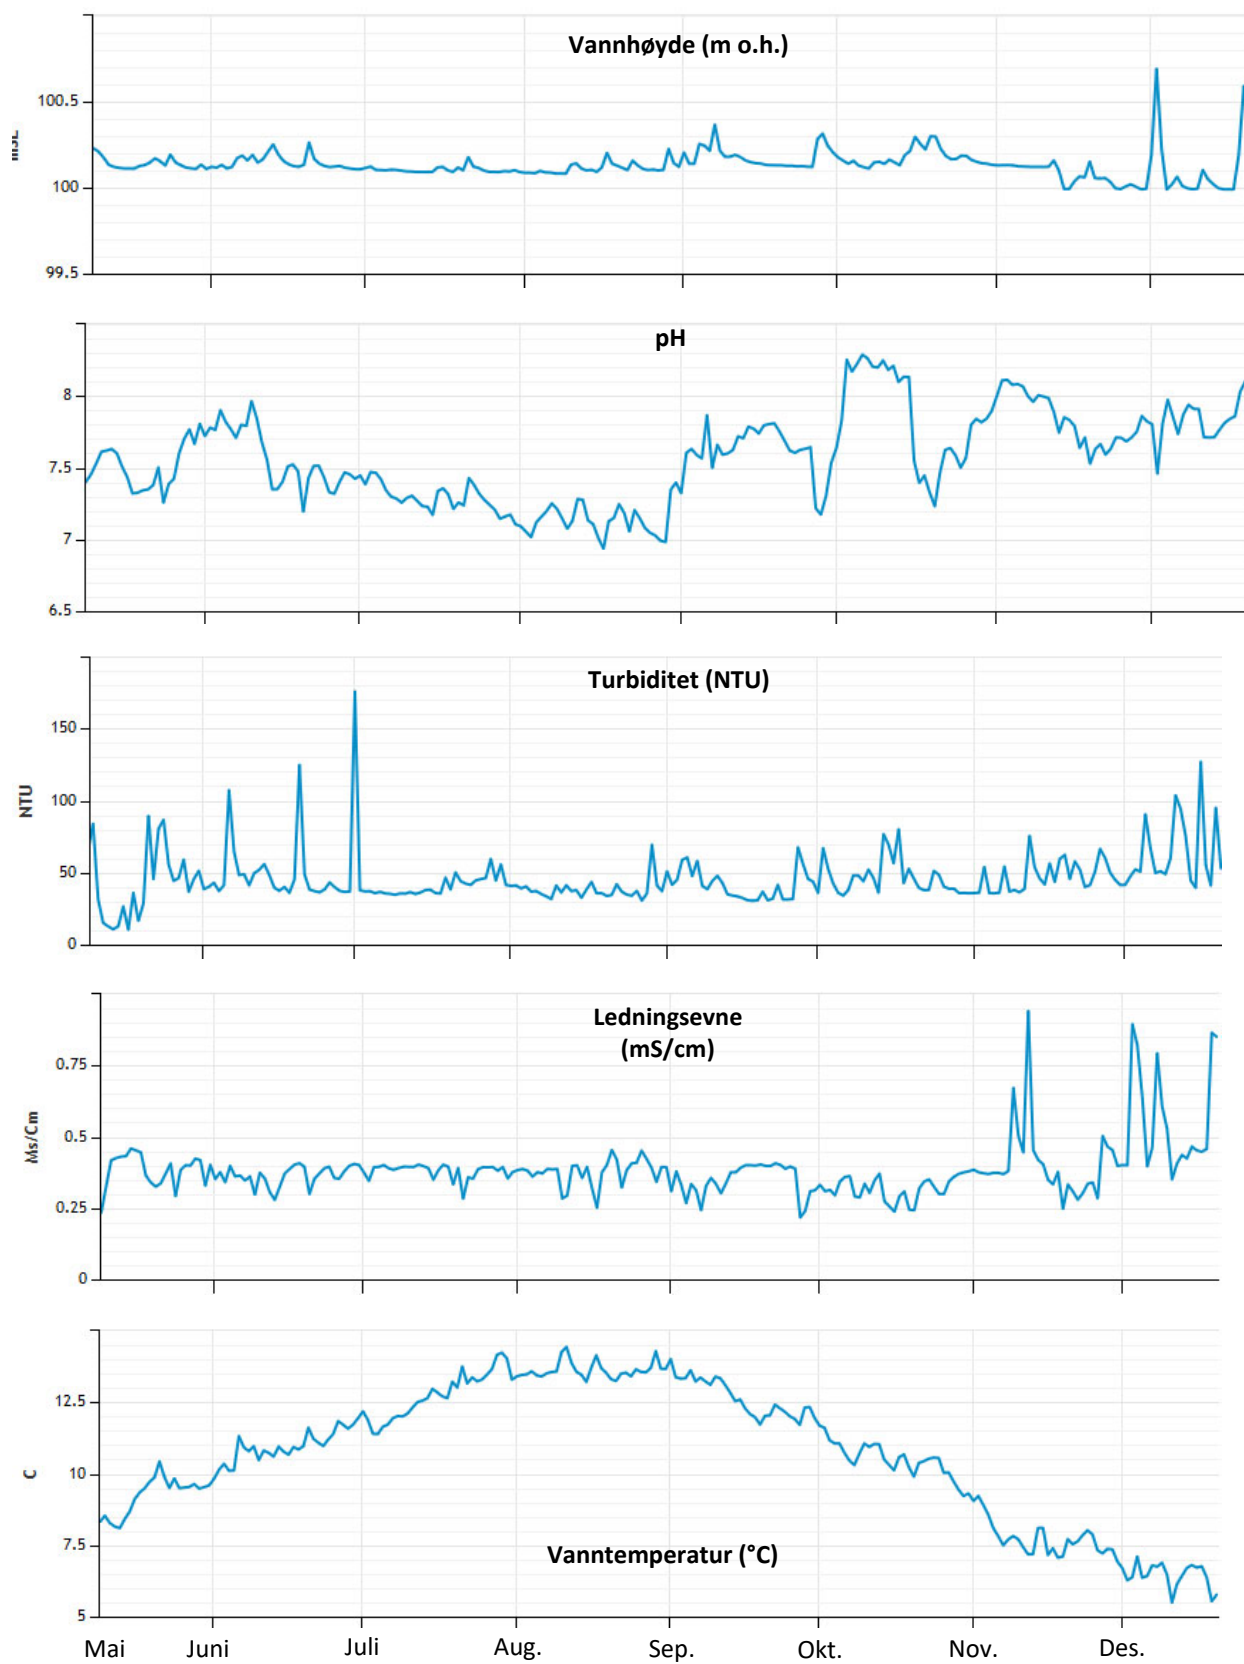 Vannhøyde (m o.h.)
100.5
100
99.5
pH
8
7.5
7
6.5
Turbiditet (NTU)
150
NTU
100
50
0
Ledningsevne
(mS/cm)
0.75
Ms/Cm
0.5
0.25
0
12.5
C
10
7.5
Vanntemperatur (°C)
5
Mai Juni Juli Aug. Sep. Okt. Nov. Des.